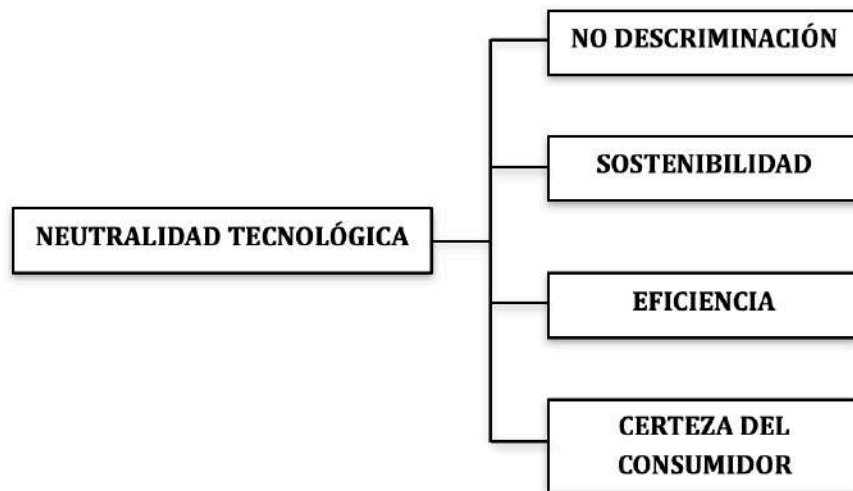 NO DESCRIMINACIÓN
SOSTENIBILIDAD
NEUTRALIDAD TECNOLÓGICA
EFICIENCIA
CERTEZA DEL
CONSUMIDOR